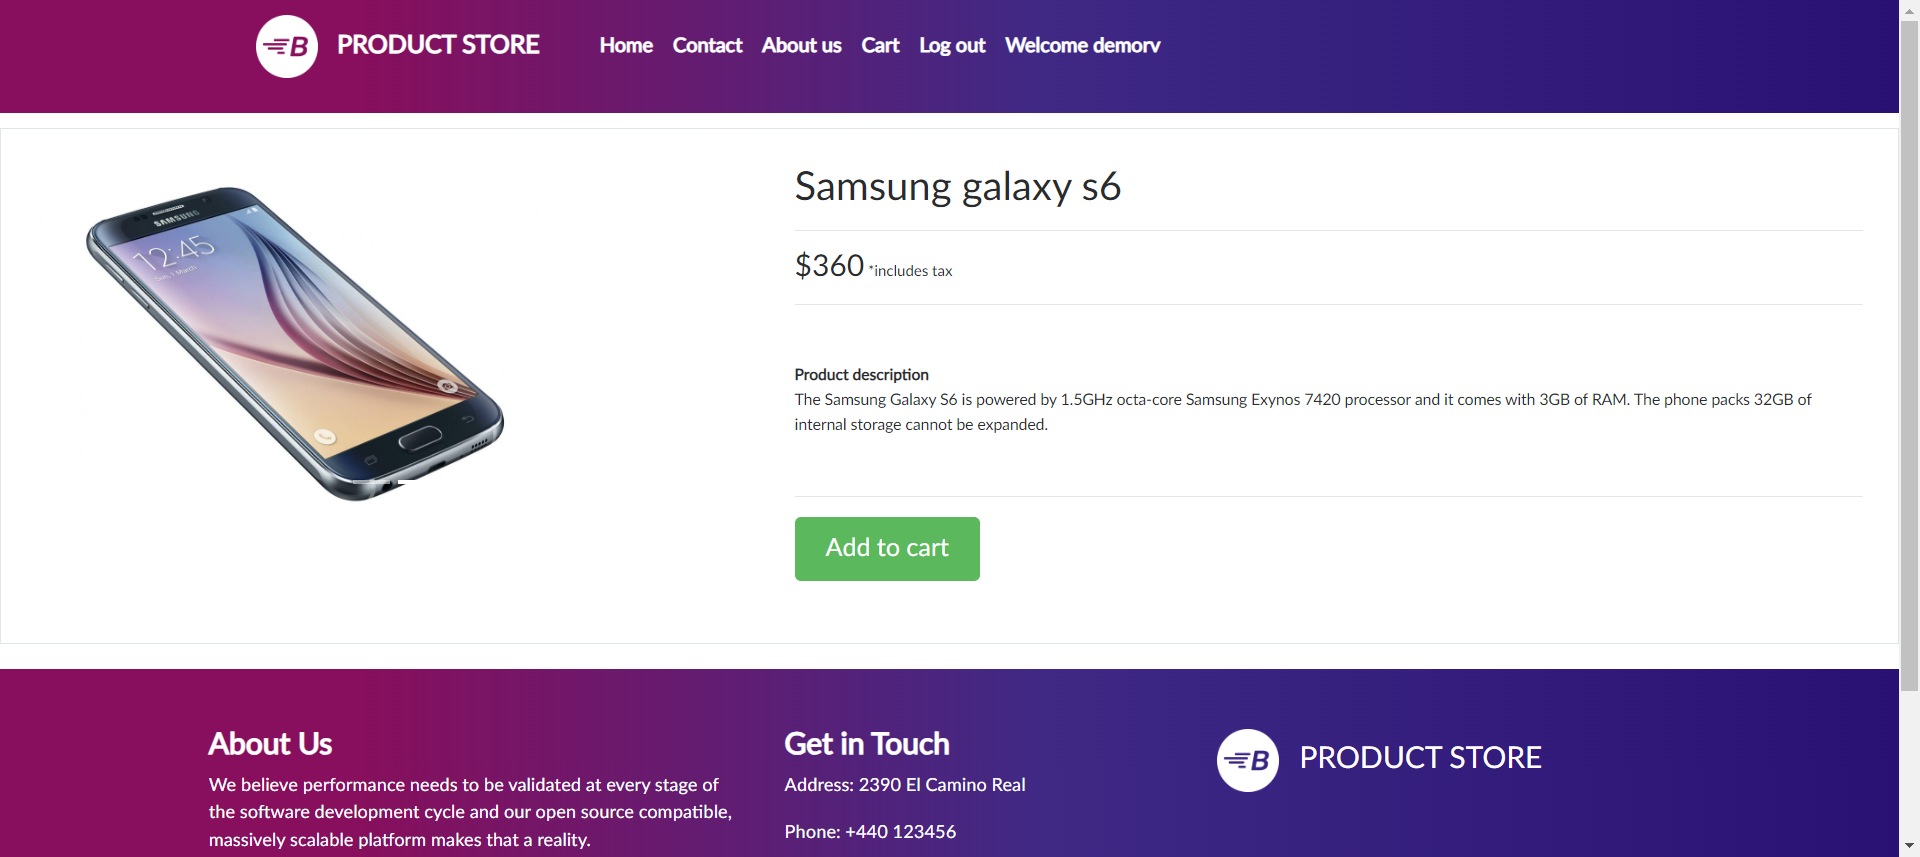 B PRODUCT STORE Home Contact About us Cart Log out Welcome demorv
SAMSUNG
12:45
Sun, 1 March
Samsung galaxy s6
$360 *includes tax
Product description
The Samsung Galaxy S6 is powered by 1.5GHz octa-core Samsung Exynos 7420 processor and it comes with 3GB of RAM. The phone packs 32GB of
internal storage cannot be expanded.
Add to cart
About Us
We believe performance needs to be validated at every stage of
the software development cycle and our open source compatible,
massively scalable platform makes that a reality.
Get in Touch
Address: 2390 El Camino Real
Phone: +440 123456
B PRODUCT STORE